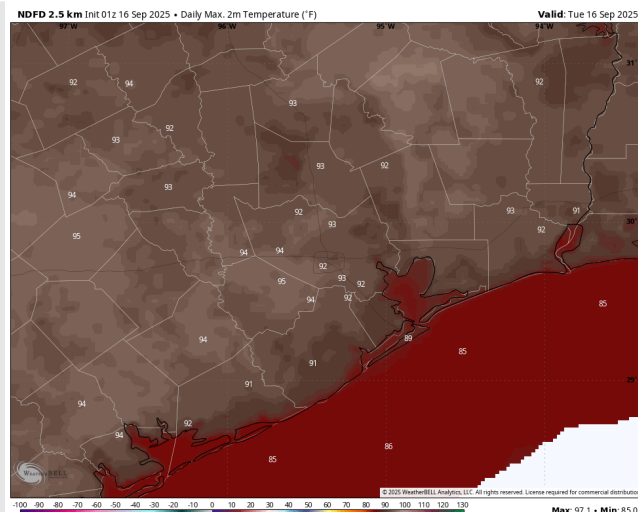 NDFD 2.5 km Init 01z 16 Sep 2025 • Daily Max. 2m Temperature (°F)
Valid: Tue 16 Sep 2025
97°W 96°W 95°W 94°W
31°
92 94 92
93
93 92
93 92
94 93
92 93 91
93 92 30°
95
94 94
92
95 93 92
94 92
85
94 89
85
91
91 29°
94
92
94
86
85
WeatherBELL
© 2025 WeatherBELL Analytics, LLC. All rights reserved. License required for commercial distributio
-100 -90 -80 -70 -60 -50 -40 -30 -20 -10 0 10 20 30 40 50 60 70 80 90 100 110 120 130
Max: 97.1 • Min: 85.0